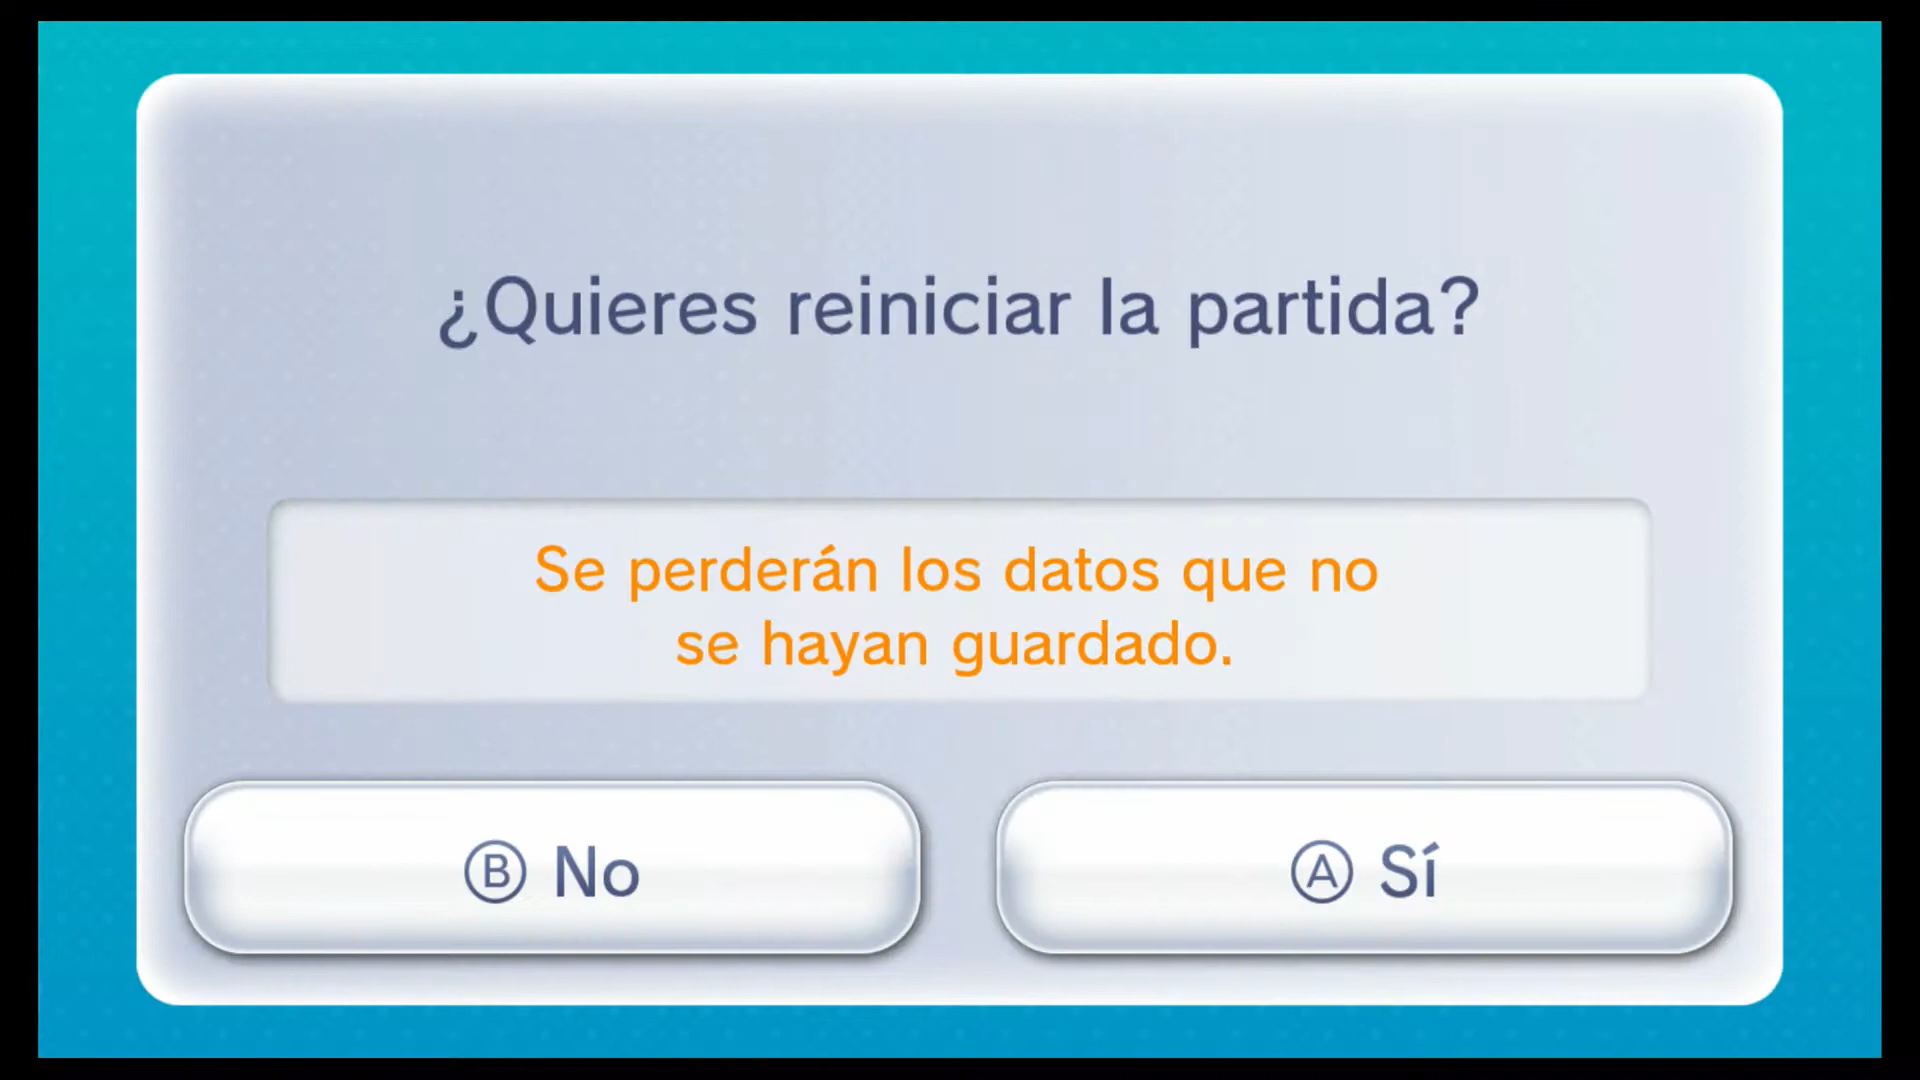 ¿Quieres reiniciar la partida?
Se perderán los datos que no
se hayan guardado.
Ⓑ No
Ⓐ Sí